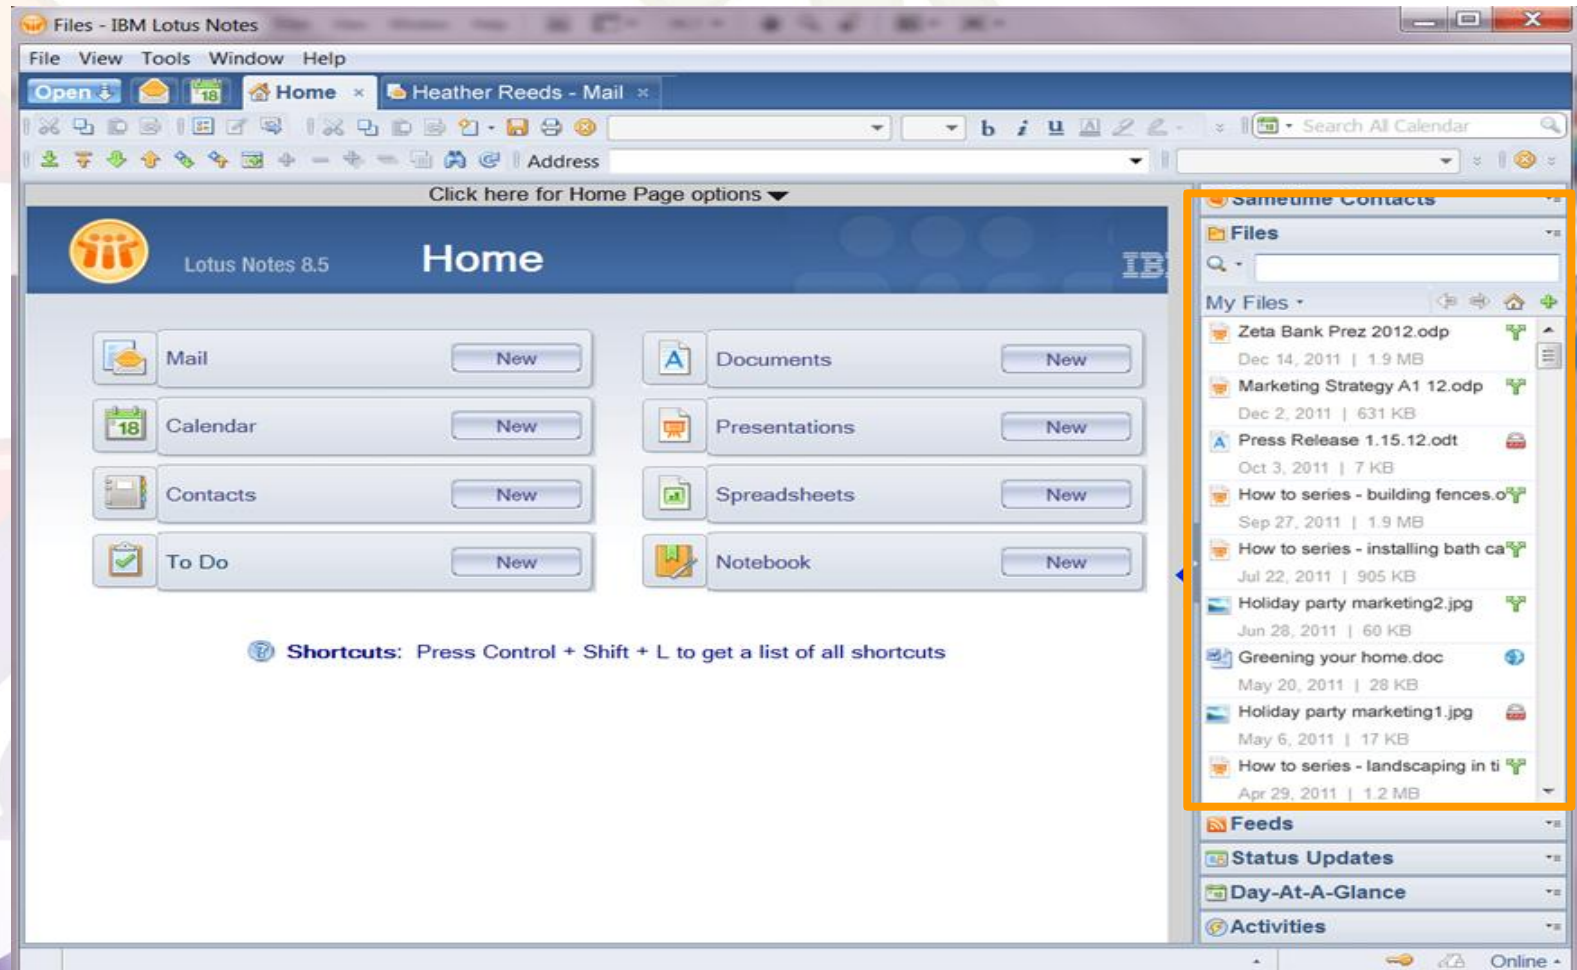 Files - IBM Lotus Notes
File View Tools Window Help
Open 18 Home × Heather Reeds - Mail ×
b i u A Search All Calendar
Address
Click here for Home Page options
Lotus Notes 8.5 Home IB
Mail New Documents New
18 Calendar New Presentations New
Contacts New Spreadsheets New
To Do New Notebook New
Shortcuts: Press Control + Shift + L to get a list of all shortcuts
Sametime Contacts
Files
My Files
Zeta Bank Prez 2012.odp
Dec 14, 2011 | 1.9 MB
Marketing Strategy A1 12.odp
Dec 2, 2011 | 631 KB
Press Release 1.15.12.odt
Oct 3, 2011 | 7 KB
How to series - building fences.o
Sep 27, 2011 | 1.9 MB
How to series - installing bath ca
Jul 22, 2011 | 905 KB
Holiday party marketing2.jpg
Jun 28, 2011 | 60 KB
Greening your home.doc
May 20, 2011 | 28 KB
Holiday party marketing1.jpg
May 6, 2011 | 17 KB
How to series - landscaping in ti
Apr 29, 2011 | 1.2 MB
Feeds
Status Updates
Day-At-A-Glance
Activities
Online